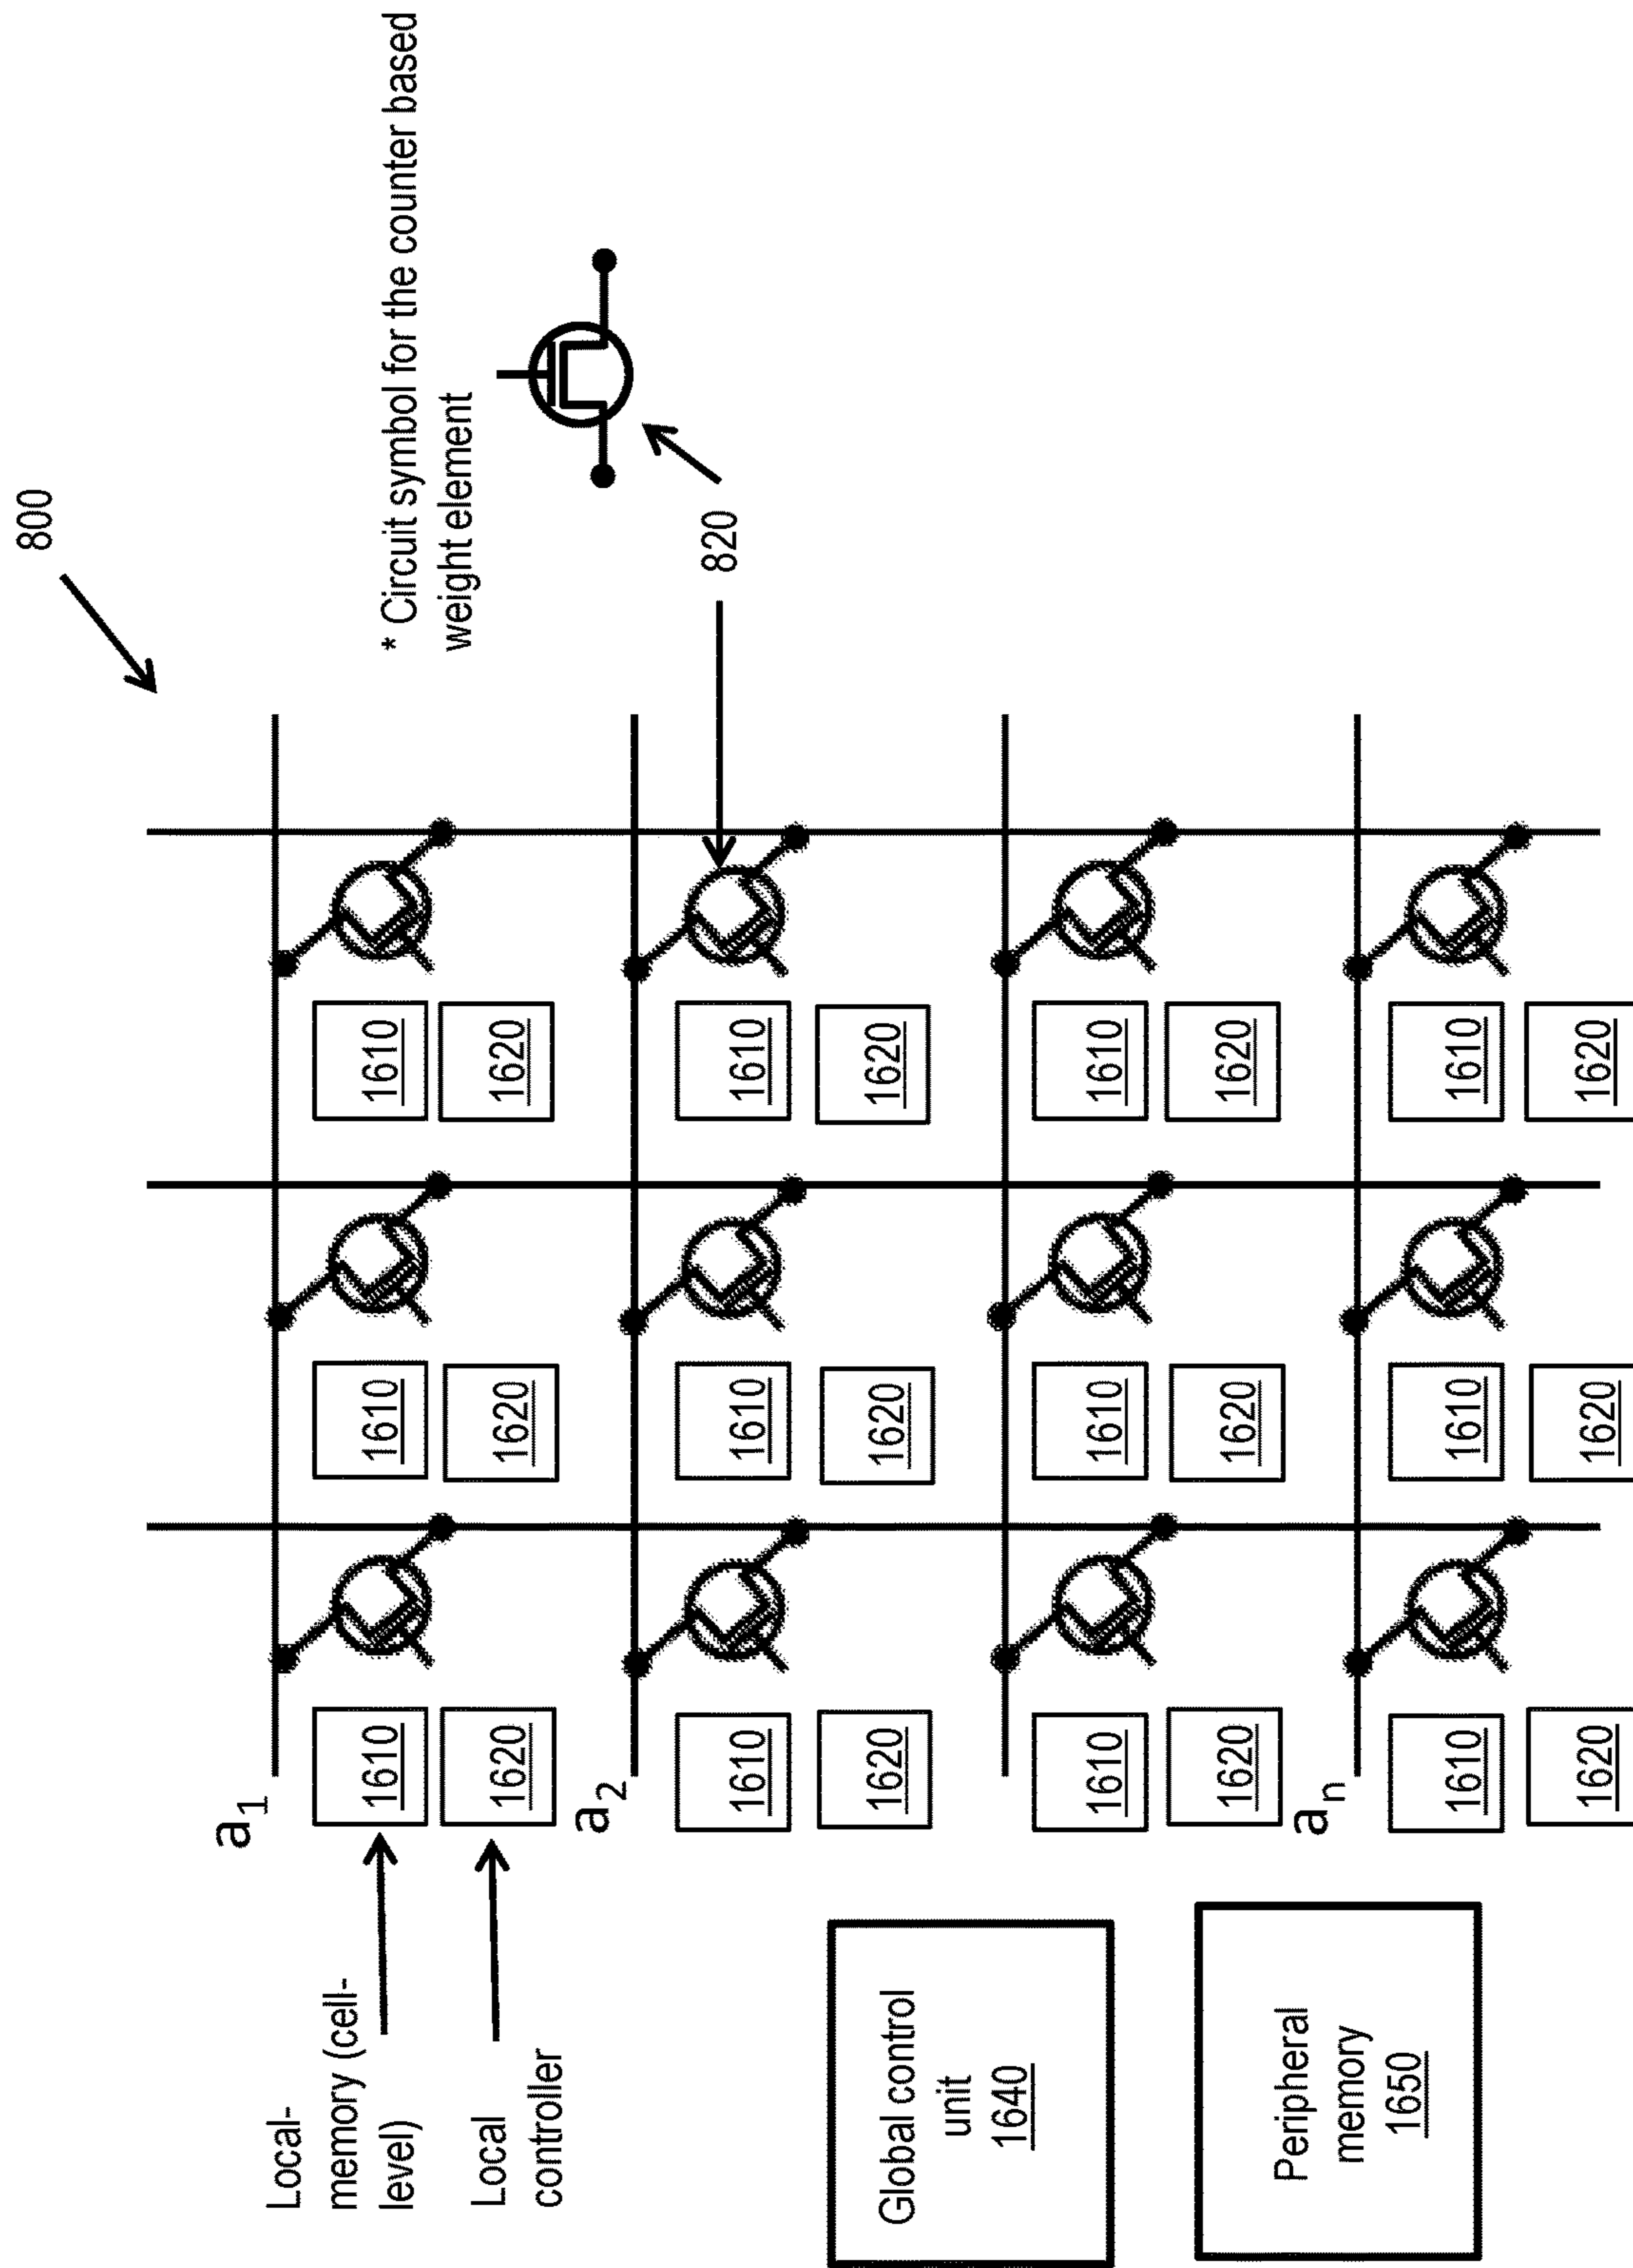 800
* Circuit symbol for the counter based
weight element
820
a1
Local-
memory (cell-
level)
Local
controller
1610 1610 1610
1620 1620 1620
a2
1610 1610 1610
1620 1620 1620
Global control
unit
1640
1610 1610 1610
1620 1620 1620
an
Peripheral
memory
1650
1610 1610 1610
1620 1620 1620